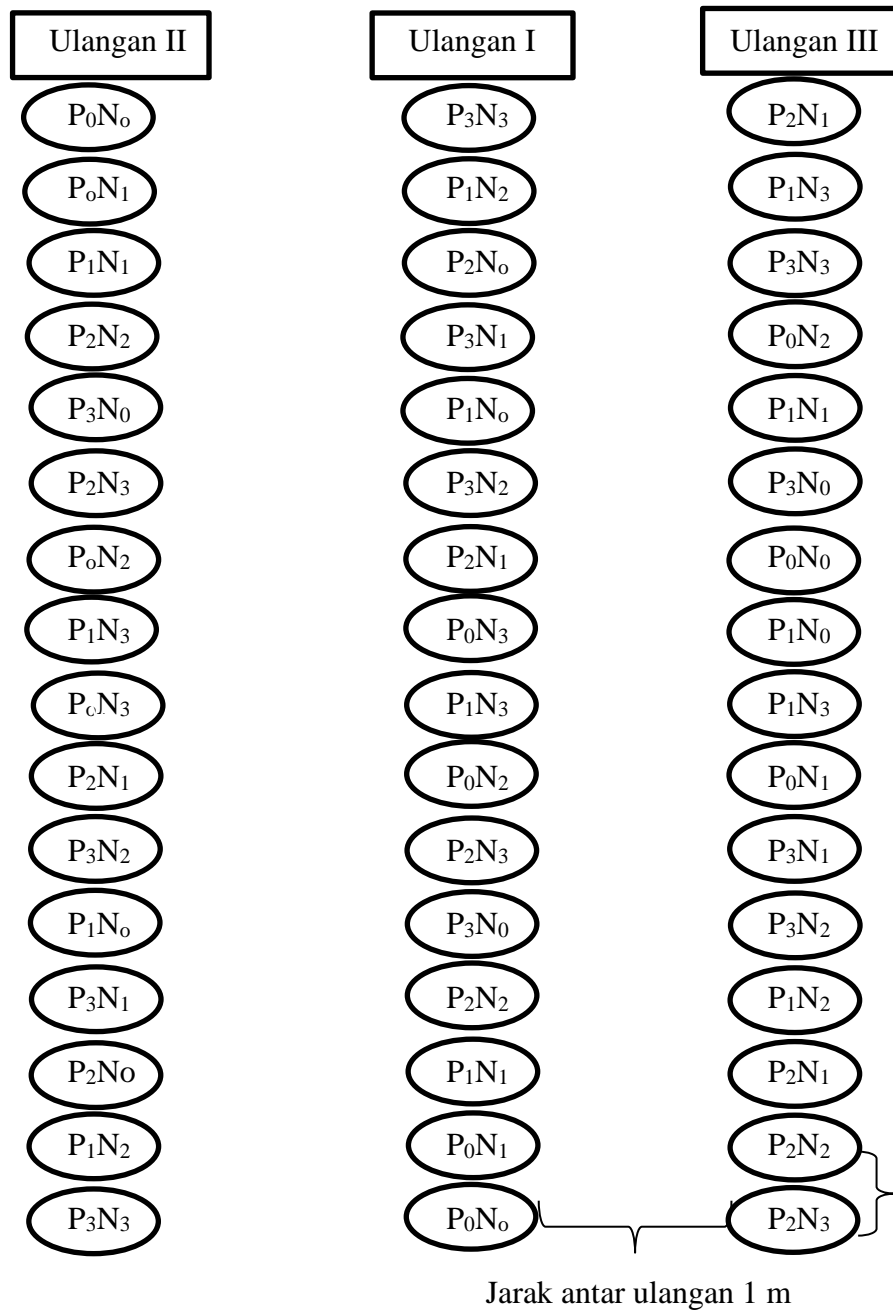 Ulangan II Ulangan I Ulangan III
P₀Nₒ P₃N₃ P₂N₁
PₒN₁ P₁N₂ P₁N₃
P₁N₁ P₂Nₒ P₃N₃
P₂N₂ P₃N₁ P₀N₂
P₃N₀ P₁Nₒ P₁N₁
P₂N₃ P₃N₂ P₃N₀
PₒN₂ P₂N₁ P₀N₀
P₁N₃ P₀N₃ P₁N₀
PₒN₃ P₁N₃ P₁N₃
P₂N₁ P₀N₂ P₀N₁
P₃N₂ P₂N₃ P₃N₁
P₁Nₒ P₃N₀ P₃N₂
P₃N₁ P₂N₂ P₁N₂
P₂No P₁N₁ P₂N₁
P₁N₂ P₀N₁ P₂N₂
P₃N₃ P₀Nₒ P₂N₃
Jarak antar ulangan 1 m